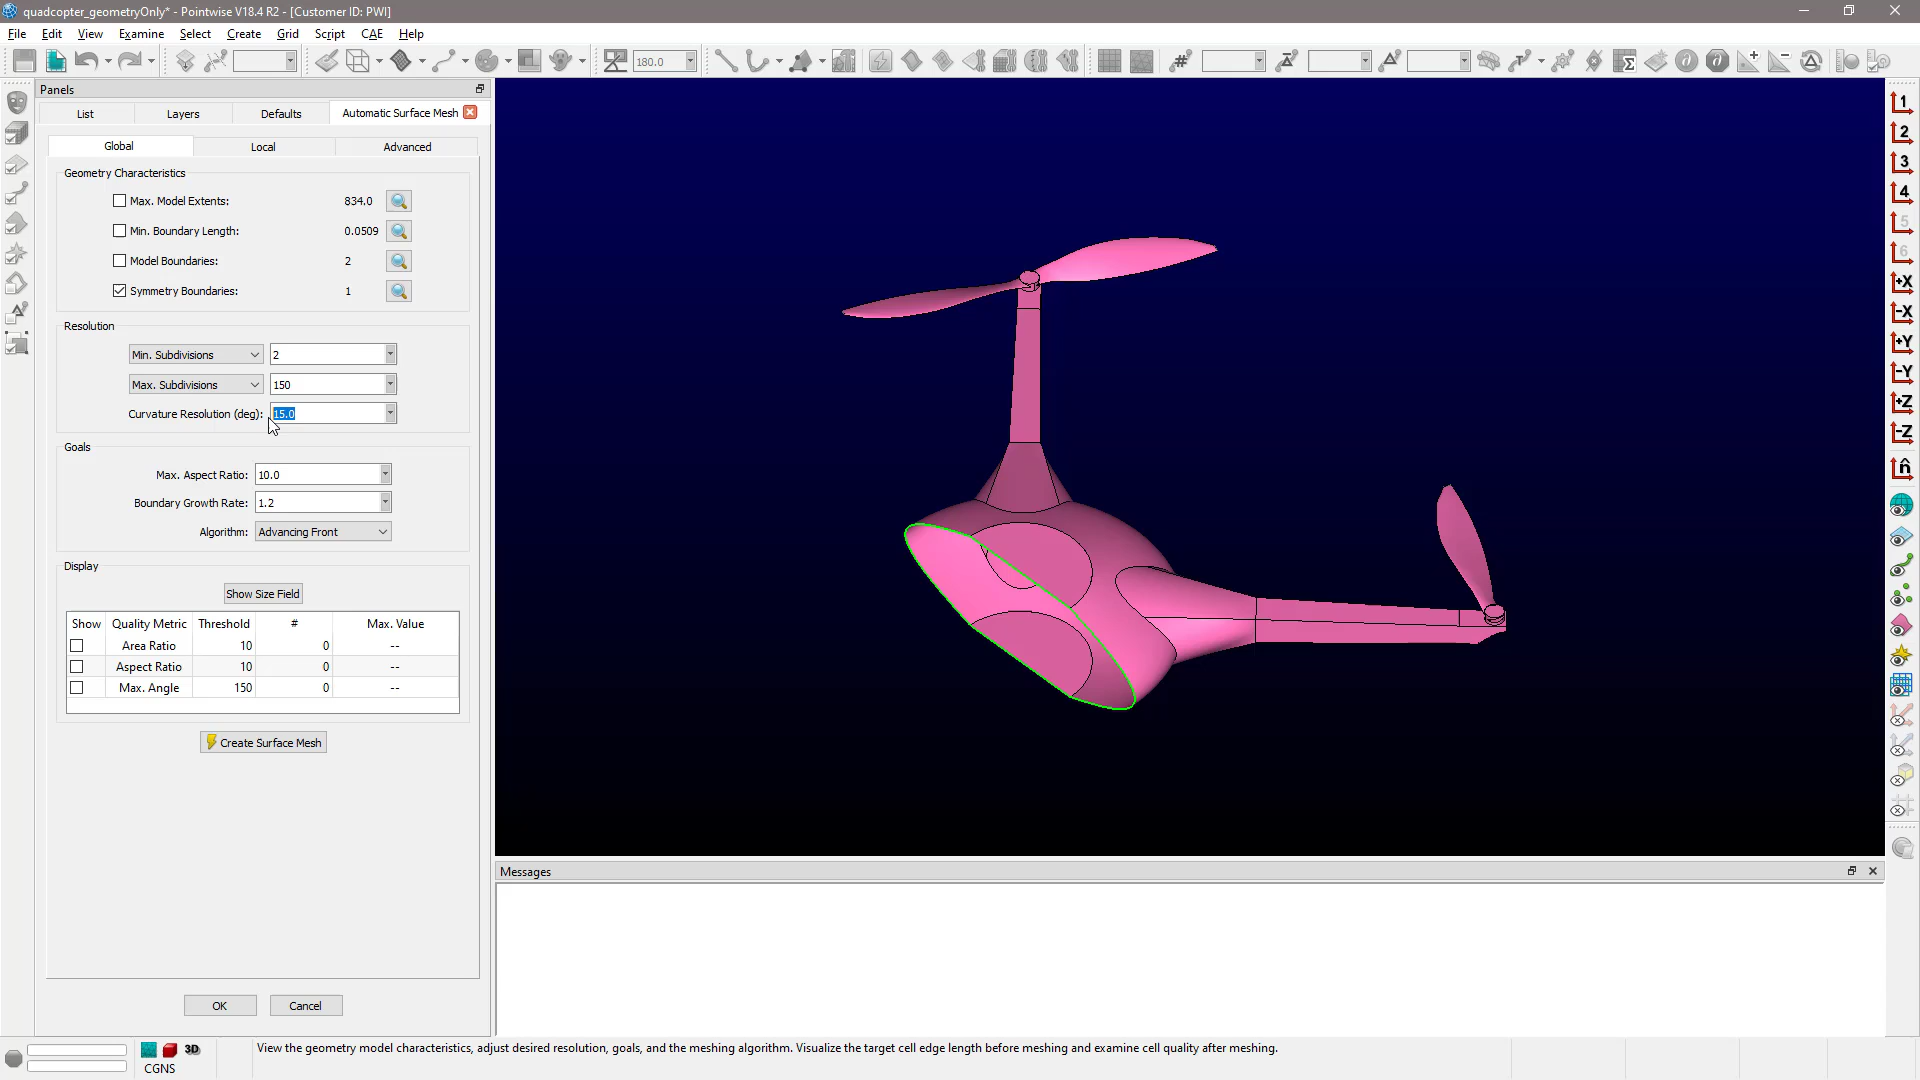 quadcopter_geometryOnly* - Pointwise V18.4 R2 - [Customer ID: PWI]
File Edit View Examine Select Create Grid Script CAE Help
180.0
Panels
List Layers Defaults Automatic Surface Mesh
Global Local Advanced
Geometry Characteristics
Max. Model Extents: 834.0
Min. Boundary Length: 0.0509
Model Boundaries: 2
Symmetry Boundaries: 1
Resolution
Min. Subdivisions 2
Max. Subdivisions 150
Curvature Resolution (deg): 15.0
Goals
Max. Aspect Ratio: 10.0
Boundary Growth Rate: 1.2
Algorithm: Advancing Front
Display
Show Size Field
Show Quality Metric Threshold # Max. Value
Area Ratio 10 0 --
Aspect Ratio 10 0 --
Max. Angle 150 0 --
Create Surface Mesh
OK Cancel
Messages
1
2
3
4
5
6
+X
-X
+Y
-Y
+Z
-Z
n̂
3D
CGNS
View the geometry model characteristics, adjust desired resolution, goals, and the meshing algorithm. Visualize the target cell edge length before meshing and examine cell quality after meshing.